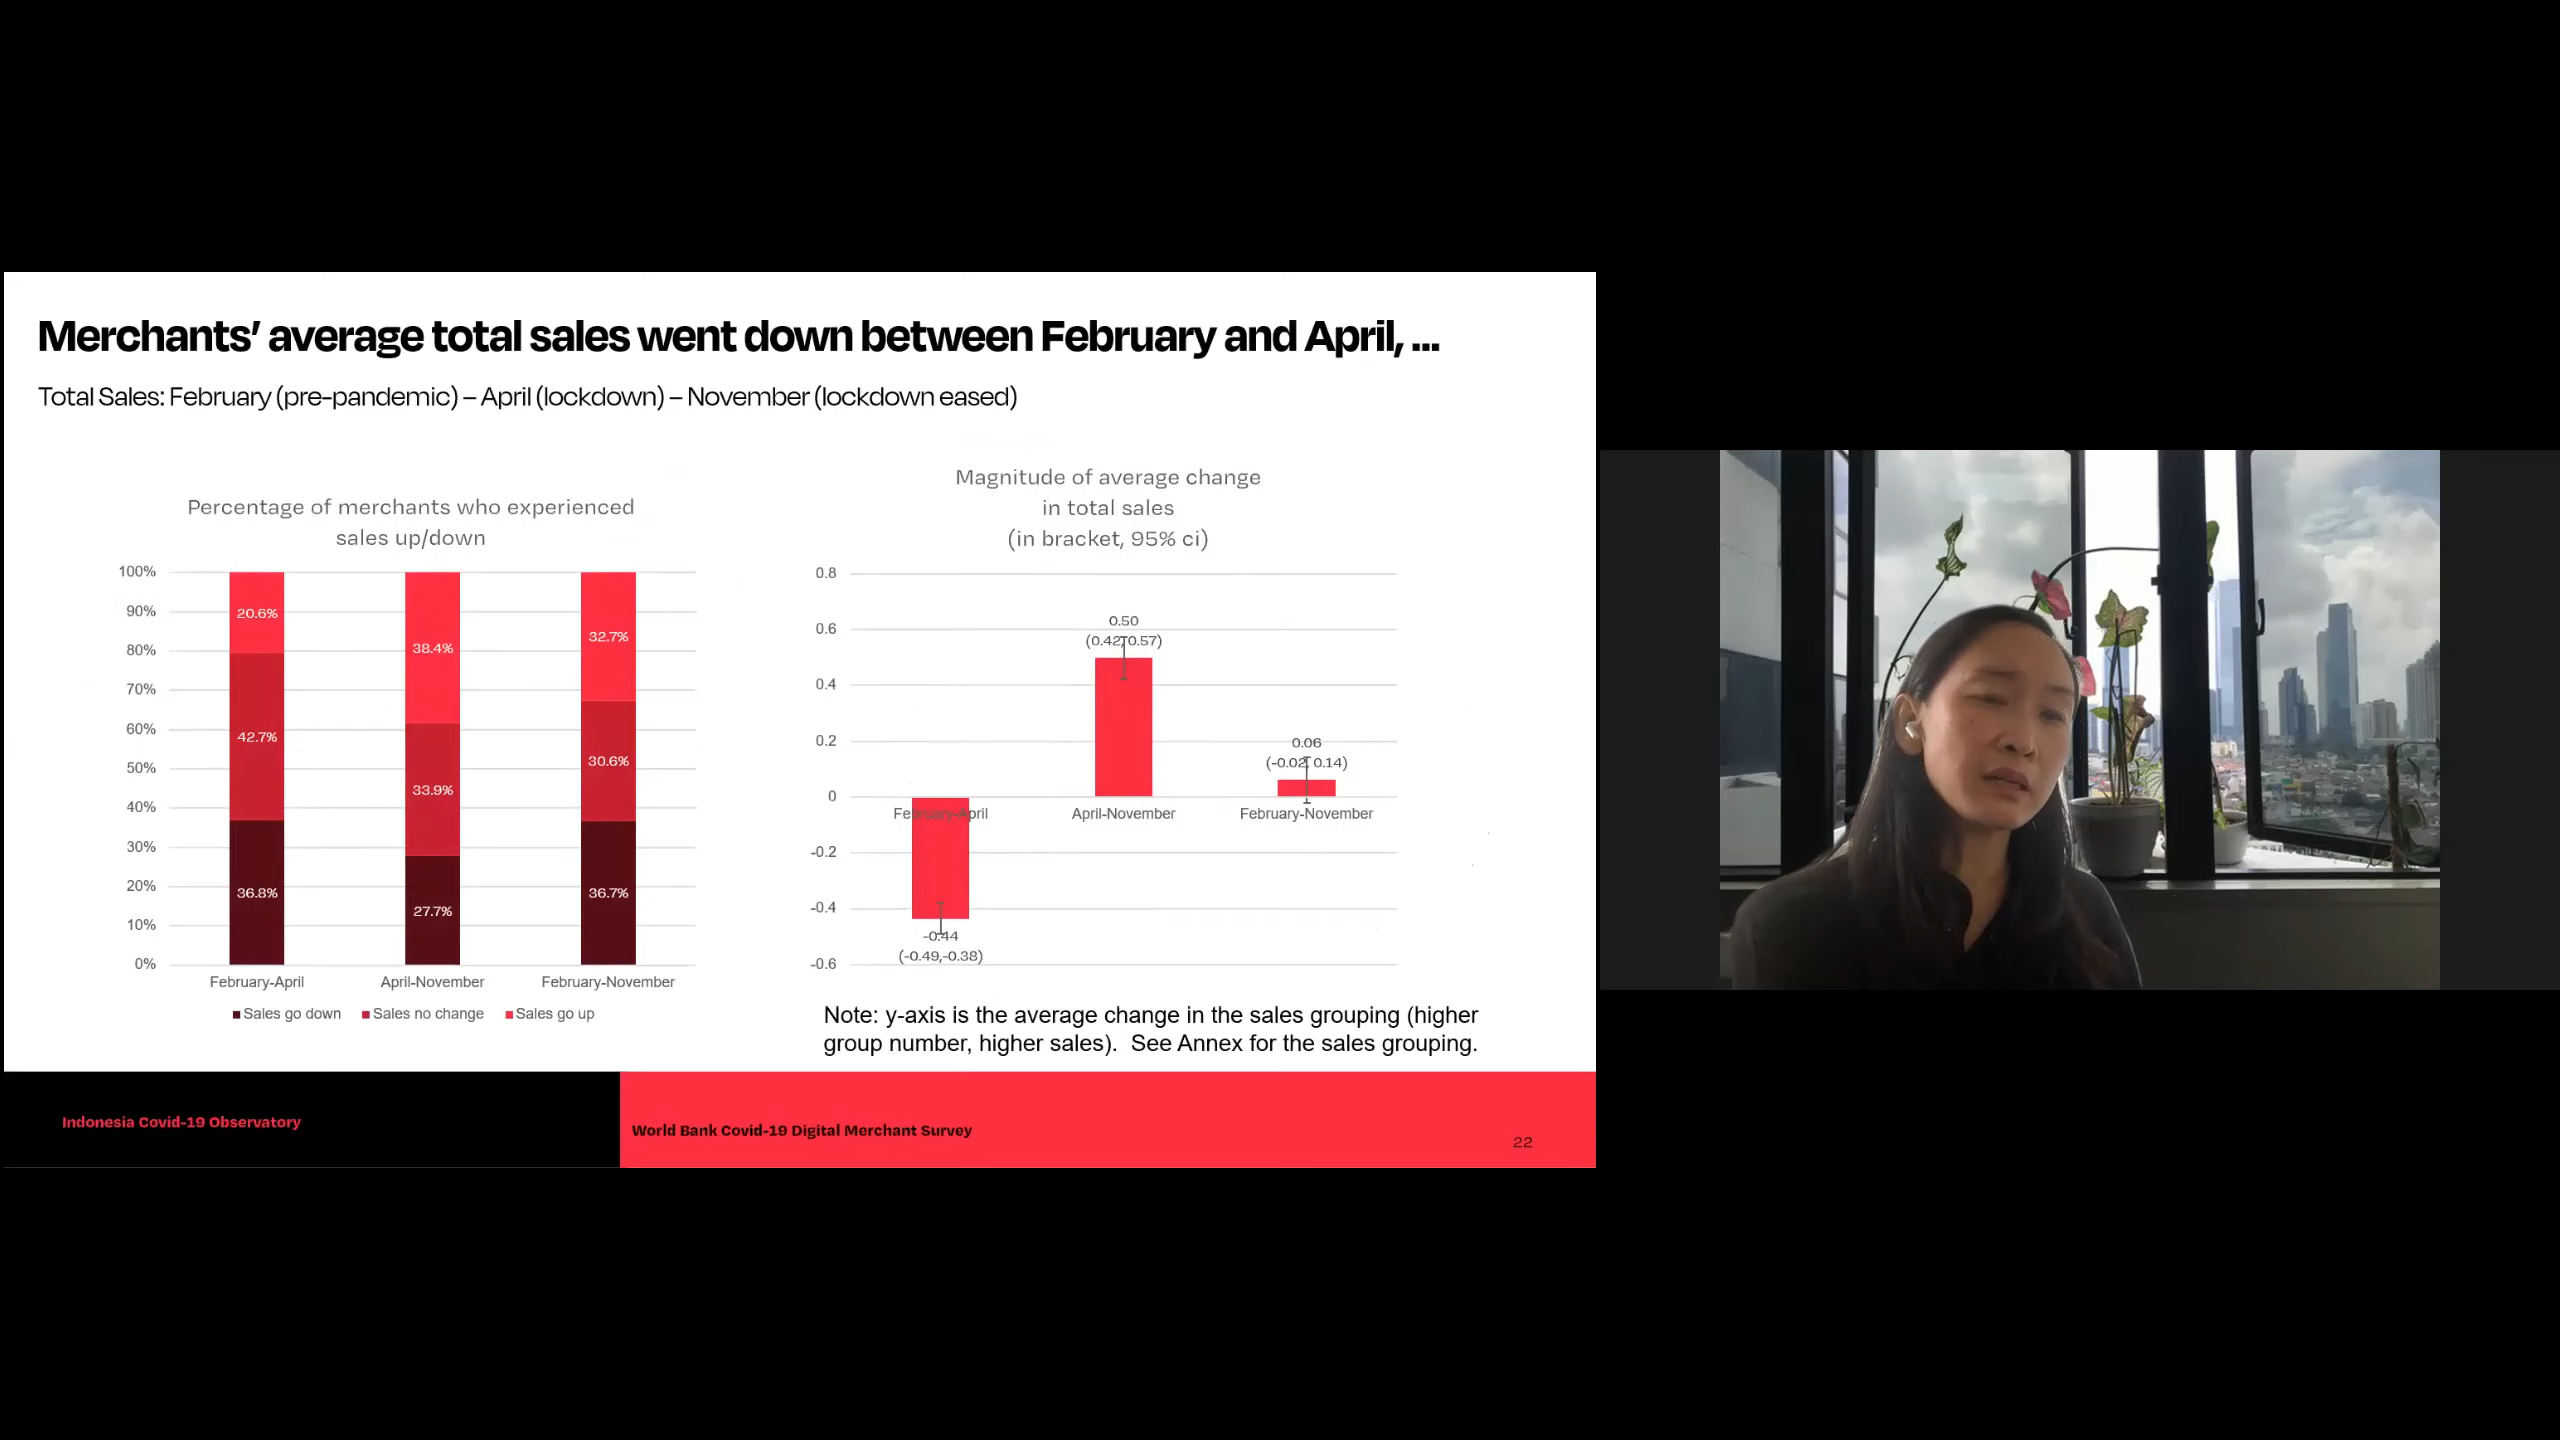 Merchants’ average total sales went down between February and April, ...
Total Sales: February (pre-pandemic) – April (lockdown) – November (lockdown eased)
Percentage of merchants who experienced
sales up/down
100%
90%
80%
70%
60%
50%
40%
30%
20%
10%
0%
20.6%
42.7%
36.8%
38.4%
33.9%
27.7%
32.7%
30.6%
36.7%
February-April
April-November
February-November
Sales go down
Sales no change
Sales go up
Magnitude of average change
in total sales
(in bracket, 95% ci)
0.8
0.6
0.4
0.2
0
-0.2
-0.4
-0.6
0.50
(0.42, 0.57)
0.06
(-0.02, 0.14)
February-April
April-November
February-November
-0.44
(-0.49,-0.38)
Note: y-axis is the average change in the sales grouping (higher
group number, higher sales).  See Annex for the sales grouping.
Indonesia Covid-19 Observatory
World Bank Covid-19 Digital Merchant Survey
22